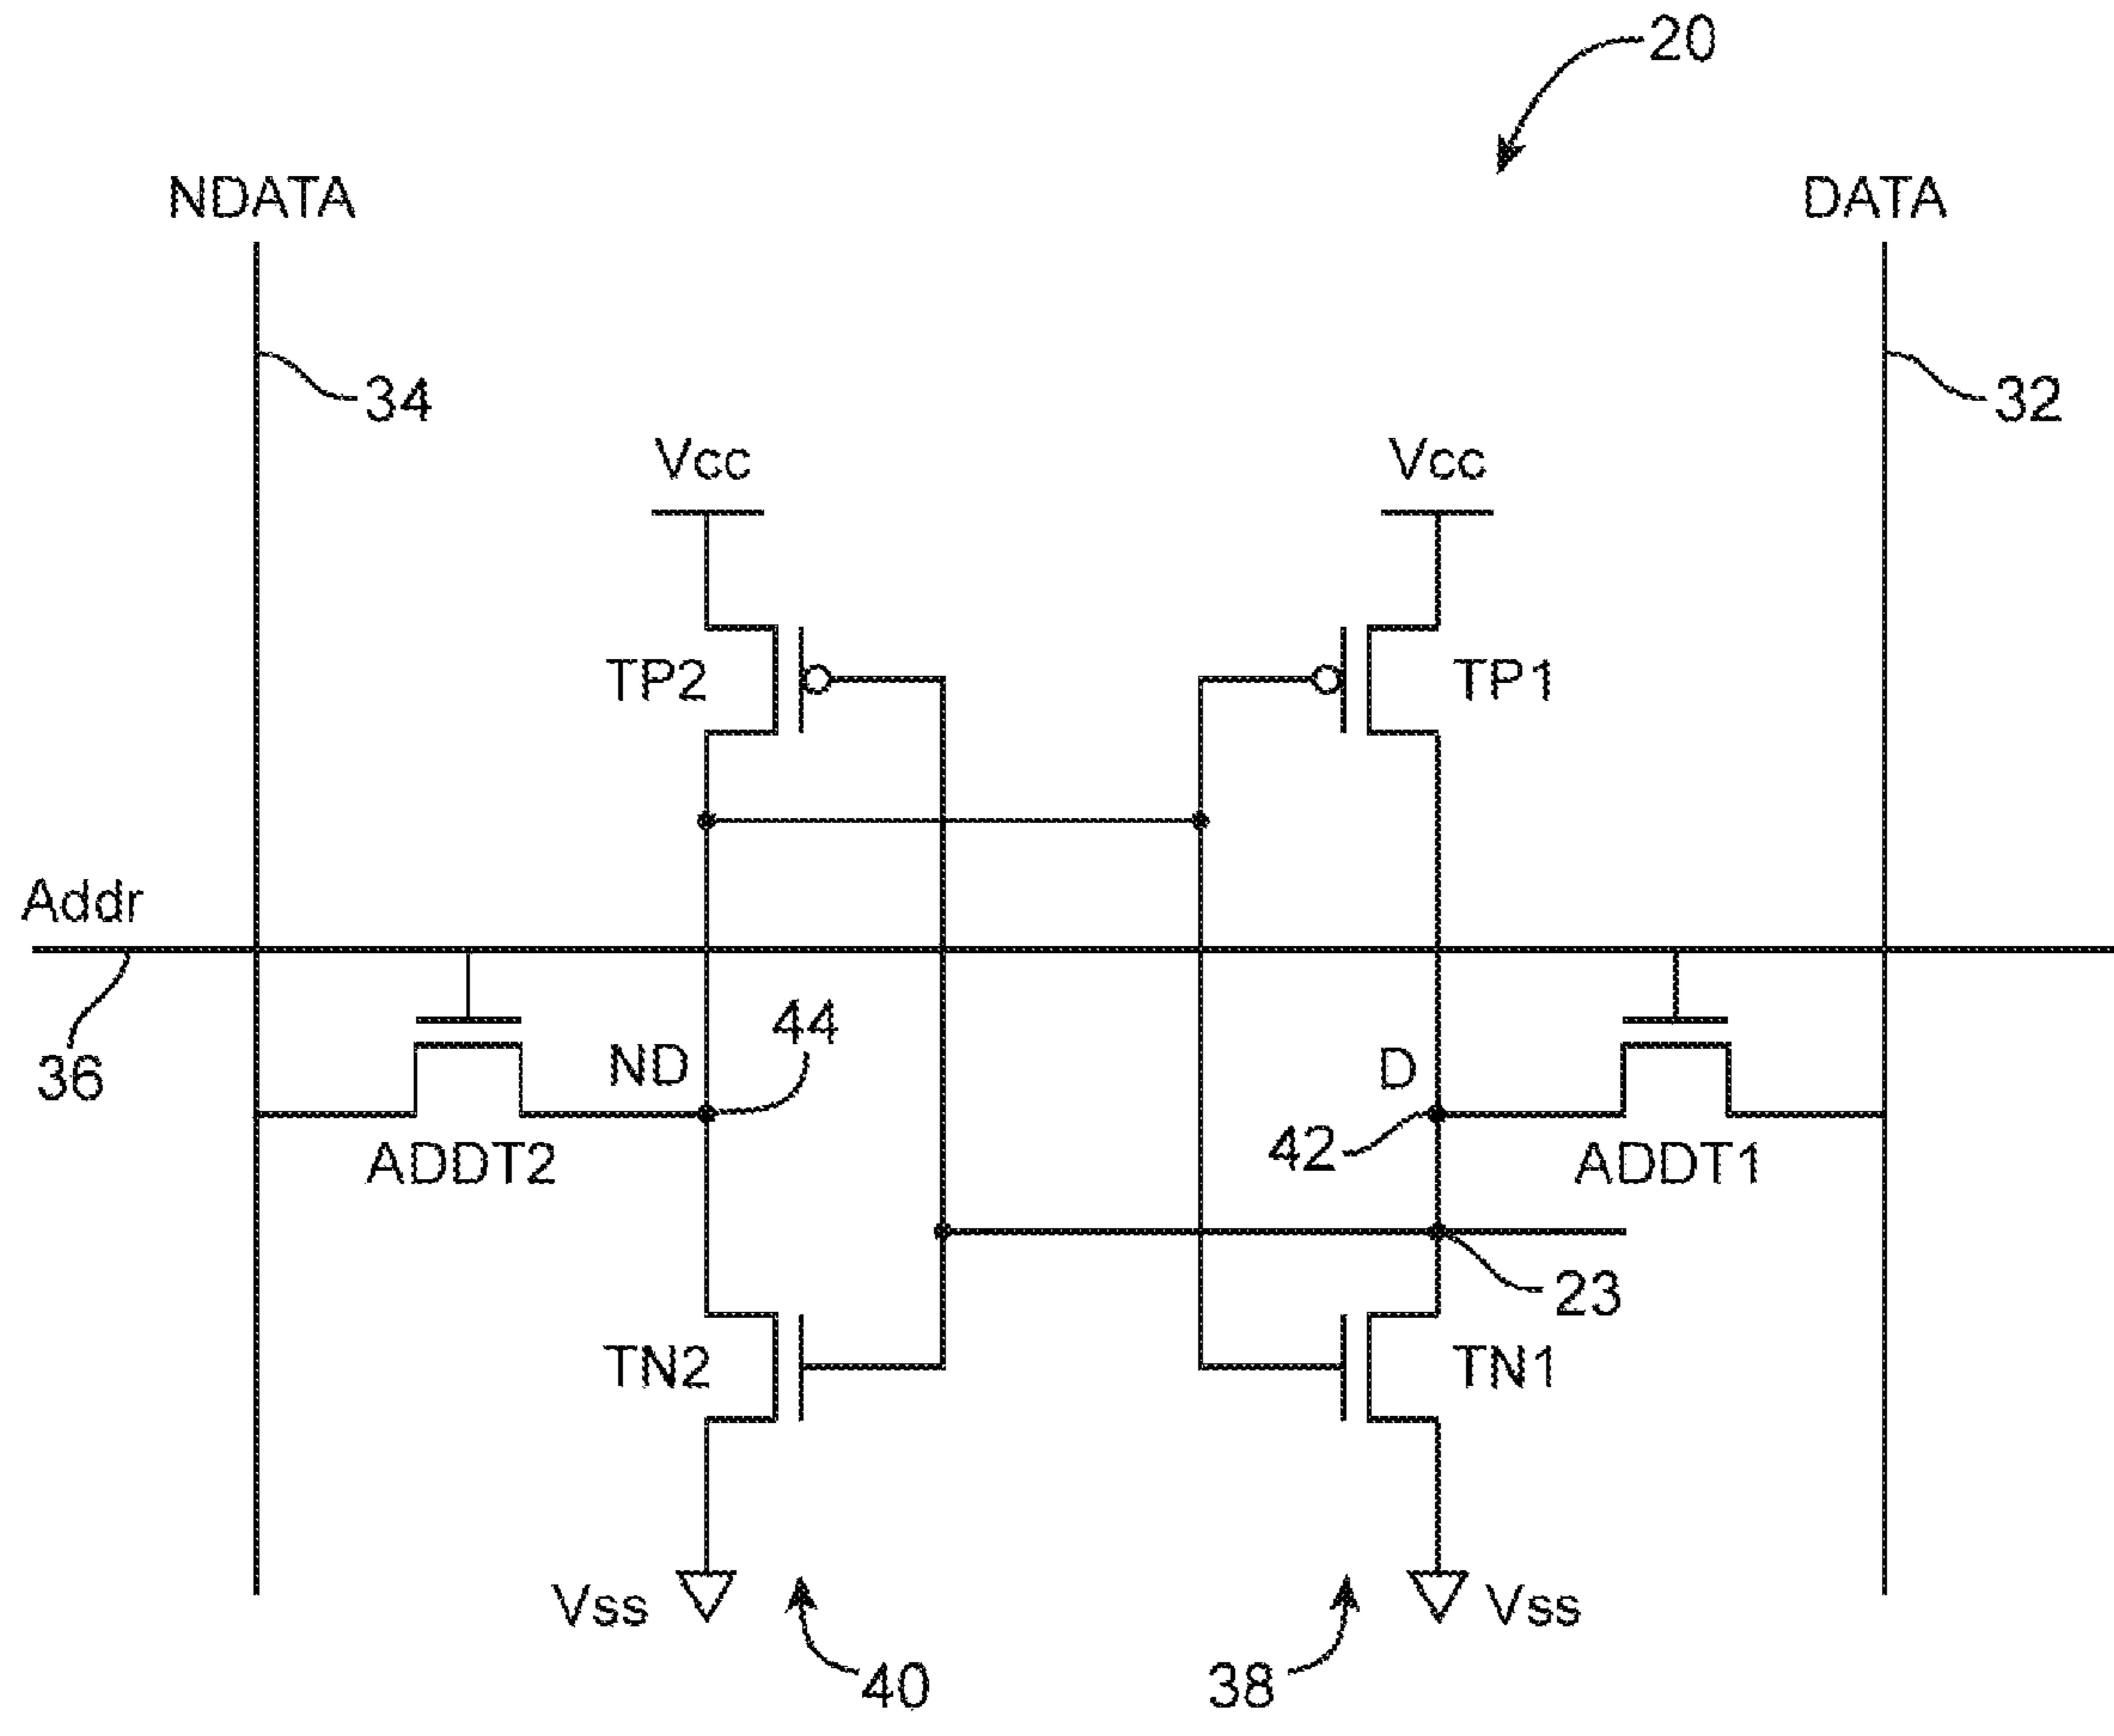 20
NDATA
DATA
34
32
Vcc
Vcc
TP2
TP1
Addr
36
ND
44
D
42
ADDT2
ADDT1
23
TN2
TN1
Vss
Vss
40
38